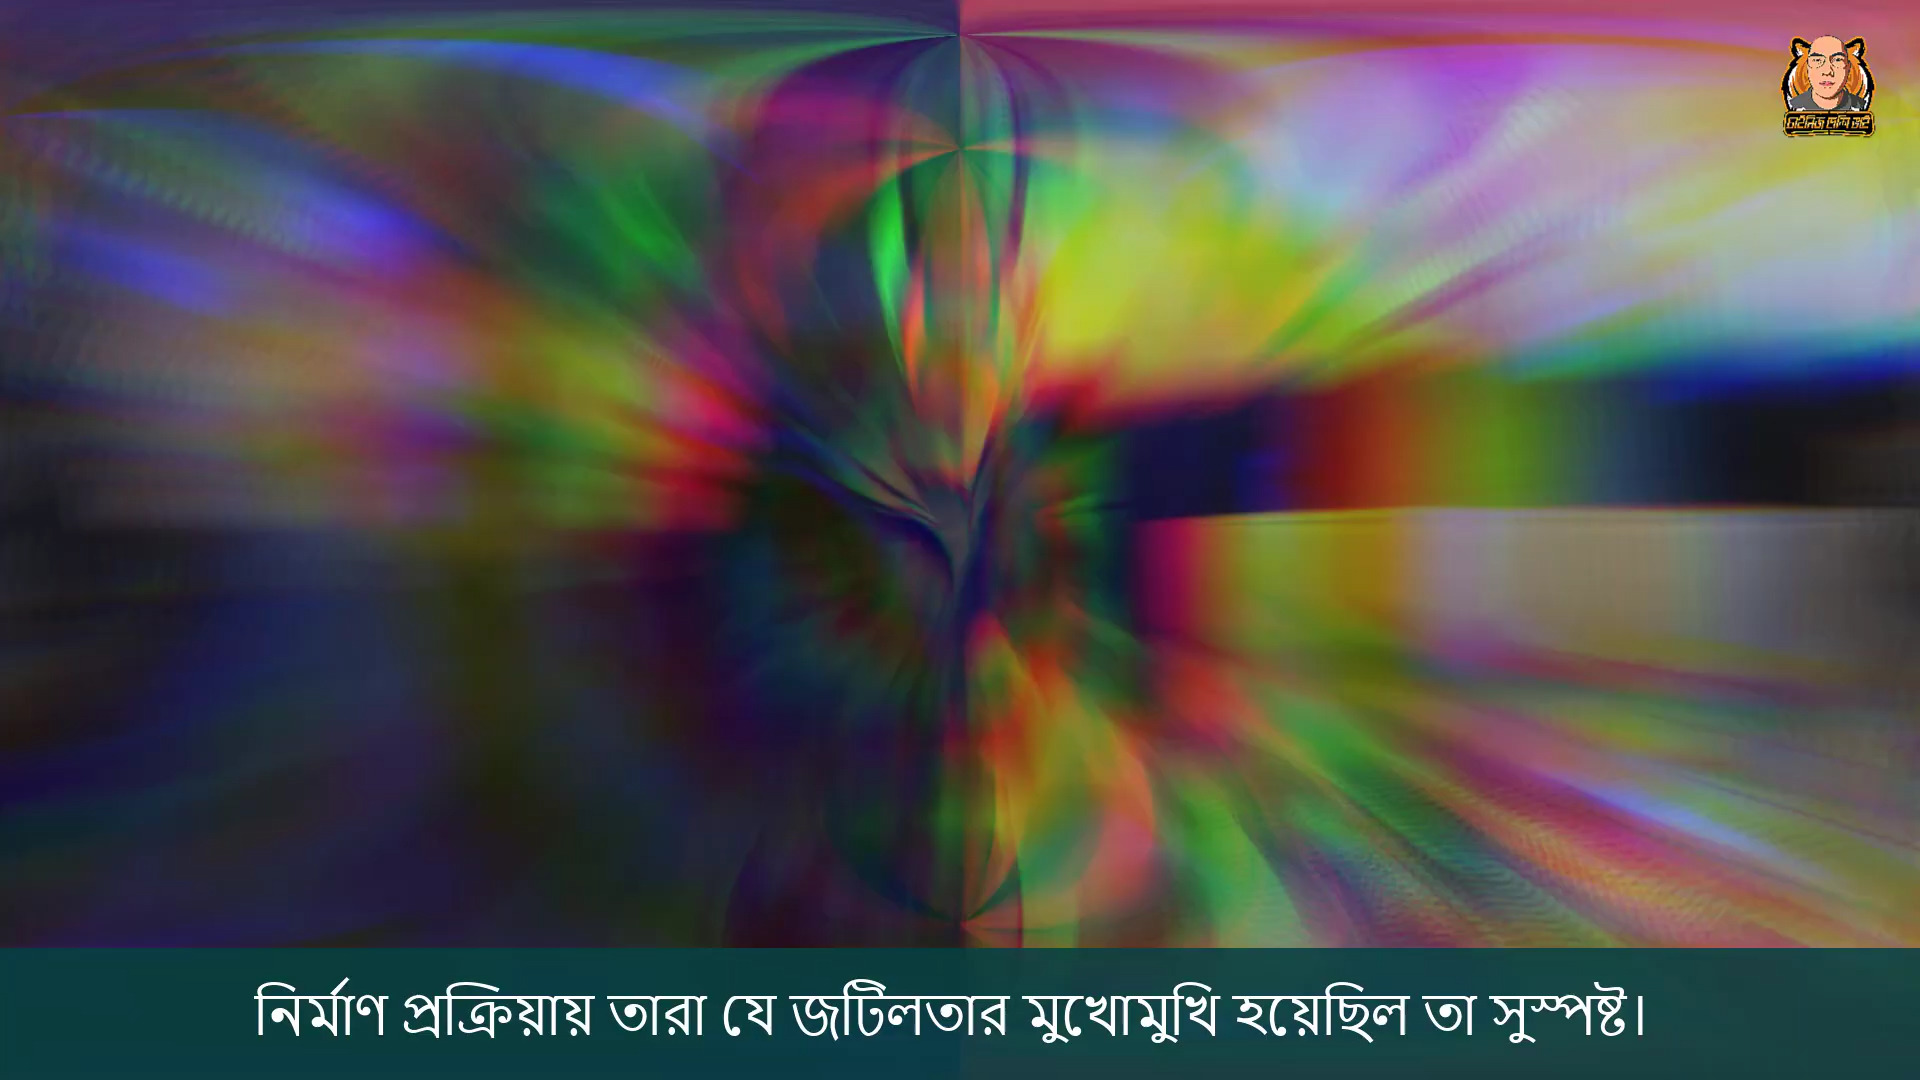 নির্মাণ প্রক্রিয়ায় তারা যে জটিলতার মুখোমুখি হয়েছিল তা সুস্পষ্ট।